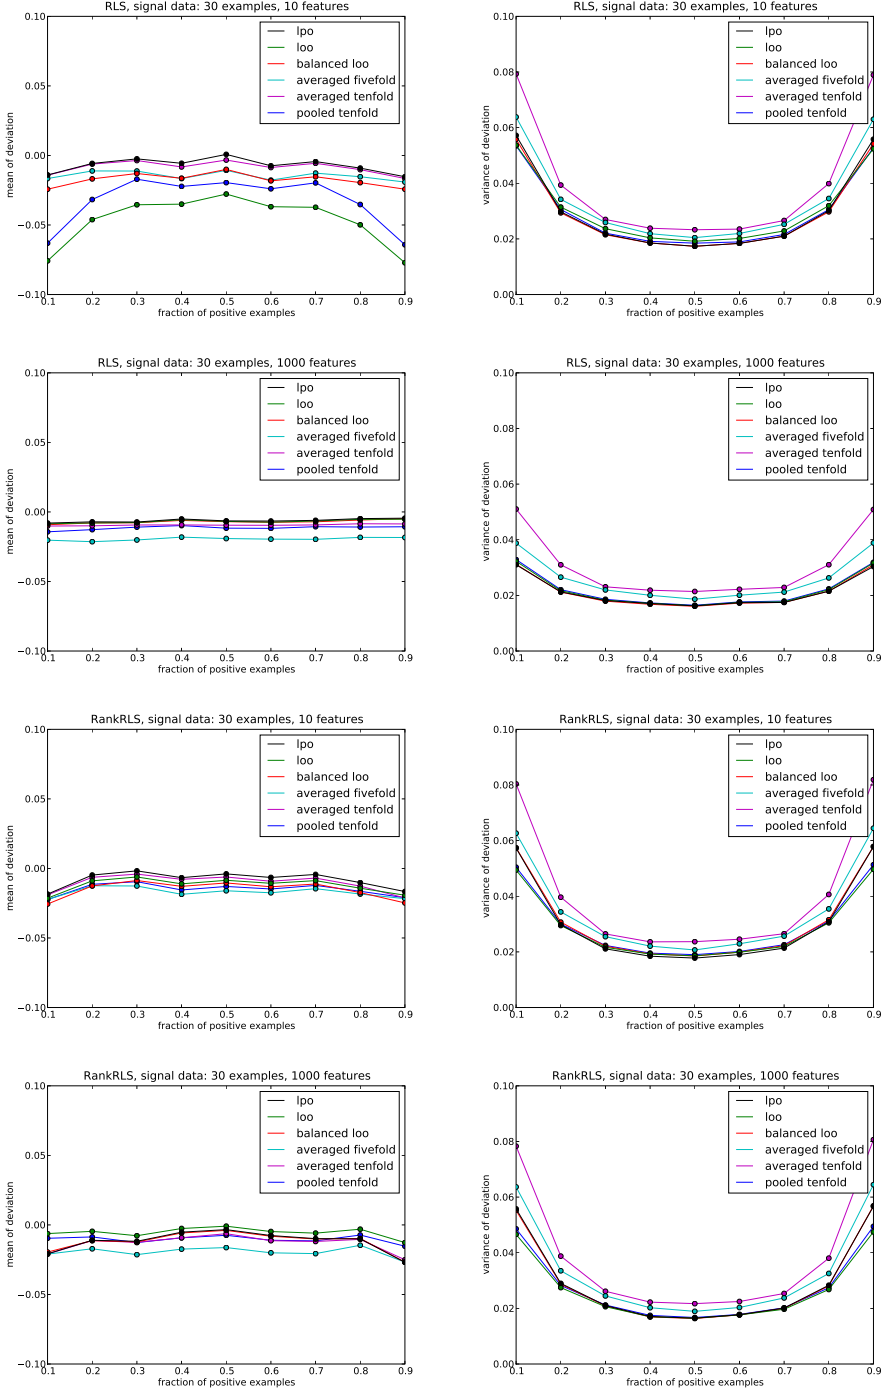 RLS, signal data: 30 examples, 10 features
0.10
0.05
0.00
−0.05
−0.10
mean of deviation
lpo
loo
balanced loo
averaged fivefold
averaged tenfold
pooled tenfold
0.1 0.2 0.3 0.4 0.5 0.6 0.7 0.8 0.9
fraction of positive examples
RLS, signal data: 30 examples, 10 features
0.10
0.08
0.06
0.04
0.02
0.00
variance of deviation
lpo
loo
balanced loo
averaged fivefold
averaged tenfold
pooled tenfold
0.1 0.2 0.3 0.4 0.5 0.6 0.7 0.8 0.9
fraction of positive examples
RLS, signal data: 30 examples, 1000 features
0.10
0.05
0.00
−0.05
−0.10
mean of deviation
lpo
loo
balanced loo
averaged fivefold
averaged tenfold
pooled tenfold
0.1 0.2 0.3 0.4 0.5 0.6 0.7 0.8 0.9
fraction of positive examples
RLS, signal data: 30 examples, 1000 features
0.10
0.08
0.06
0.04
0.02
0.00
variance of deviation
lpo
loo
balanced loo
averaged fivefold
averaged tenfold
pooled tenfold
0.1 0.2 0.3 0.4 0.5 0.6 0.7 0.8 0.9
fraction of positive examples
RankRLS, signal data: 30 examples, 10 features
0.10
0.05
0.00
−0.05
−0.10
mean of deviation
lpo
loo
balanced loo
averaged fivefold
averaged tenfold
pooled tenfold
0.1 0.2 0.3 0.4 0.5 0.6 0.7 0.8 0.9
fraction of positive examples
RankRLS, signal data: 30 examples, 10 features
0.10
0.08
0.06
0.04
0.02
0.00
variance of deviation
lpo
loo
balanced loo
averaged fivefold
averaged tenfold
pooled tenfold
0.1 0.2 0.3 0.4 0.5 0.6 0.7 0.8 0.9
fraction of positive examples
RankRLS, signal data: 30 examples, 1000 features
0.10
0.05
0.00
−0.05
−0.10
mean of deviation
lpo
loo
balanced loo
averaged fivefold
averaged tenfold
pooled tenfold
0.1 0.2 0.3 0.4 0.5 0.6 0.7 0.8 0.9
fraction of positive examples
RankRLS, signal data: 30 examples, 1000 features
0.10
0.08
0.06
0.04
0.02
0.00
variance of deviation
lpo
loo
balanced loo
averaged fivefold
averaged tenfold
pooled tenfold
0.1 0.2 0.3 0.4 0.5 0.6 0.7 0.8 0.9
fraction of positive examples